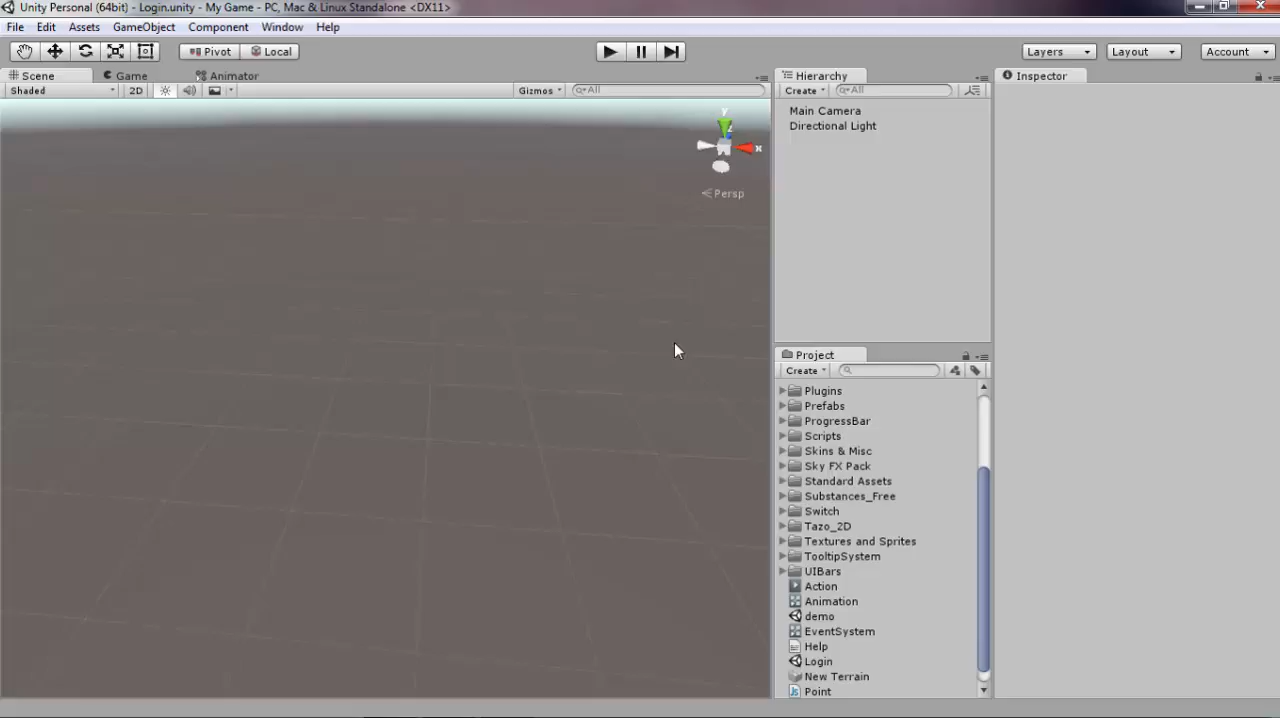 Unity Personal (64bit) - Login.unity - My Game - PC, Mac & Linux Standalone <DX11>
File Edit Assets GameObject Component Window Help
Pivot Local Layers Layout Account
Scene Game Animator
Shaded 2D Gizmos All
y
x
Persp
Hierarchy
Create All
Main Camera
Directional Light
Inspector
Project
Create
Plugins
Prefabs
ProgressBar
Scripts
Skins & Misc
Sky FX Pack
Standard Assets
Substances_Free
Switch
Tazo_2D
Textures and Sprites
TooltipSystem
UIBars
Action
Animation
demo
EventSystem
Help
Login
New Terrain
Point